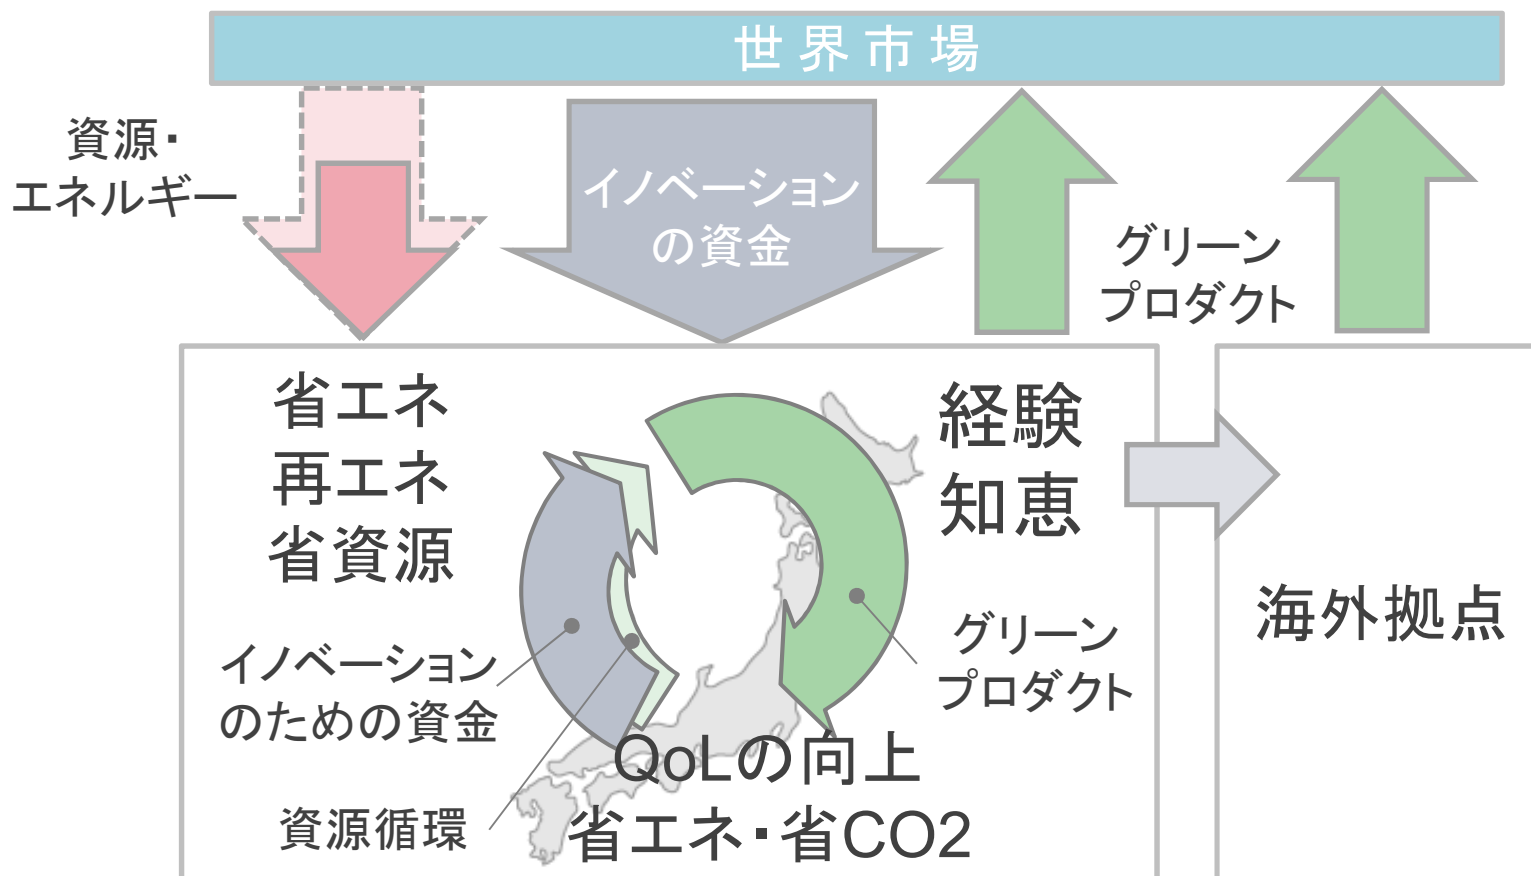 世界市場
資源・
エネルギー
イノベーション
の資金
グリーン
プロダクト
省エネ
再エネ
省資源
経験
知恵
イノベーション
のための資金
資源循環
グリーン
プロダクト
QoLの向上
省エネ・省CO2
海外拠点